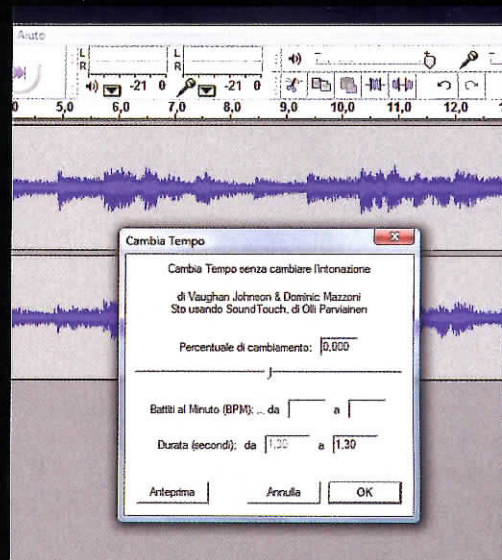 Aiuto
L
R
L
R
-21 0
-21 0
5,0 6,0 7,0 8,0 9,0 10,0 11,0 12,0
Cambia Tempo
Cambia Tempo senza cambiare l'intonazione
di Vaughan Johnson & Dominic Mazzoni
Sto usando SoundTouch, di Olli Parviainen
Percentuale di cambiamento: 0,000
Battiti al Minuto (BPM): ... da a
Durata (secondi): da 1,30 a 1,30
Anteprima Annulla OK